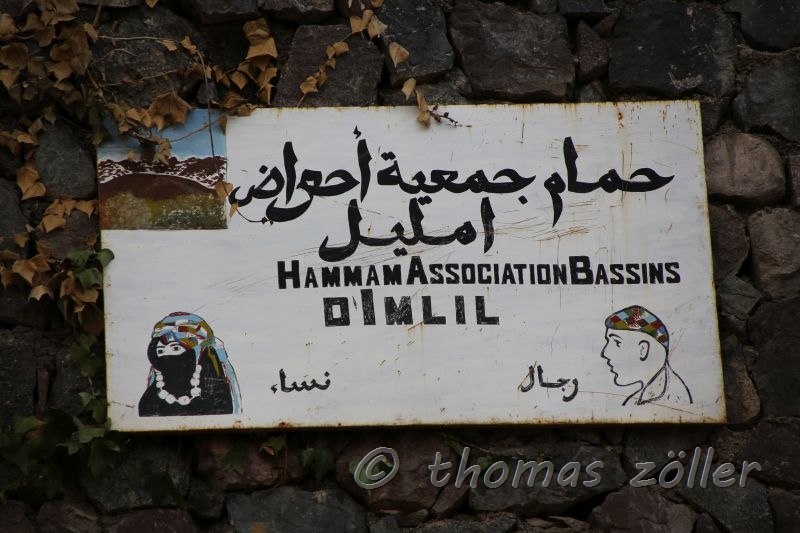 حمام جمعية أحواض
امليل
HAMMAM ASSOCIATION BASSINS
D'IMLIL
نساء
رجال
© thomas zöller